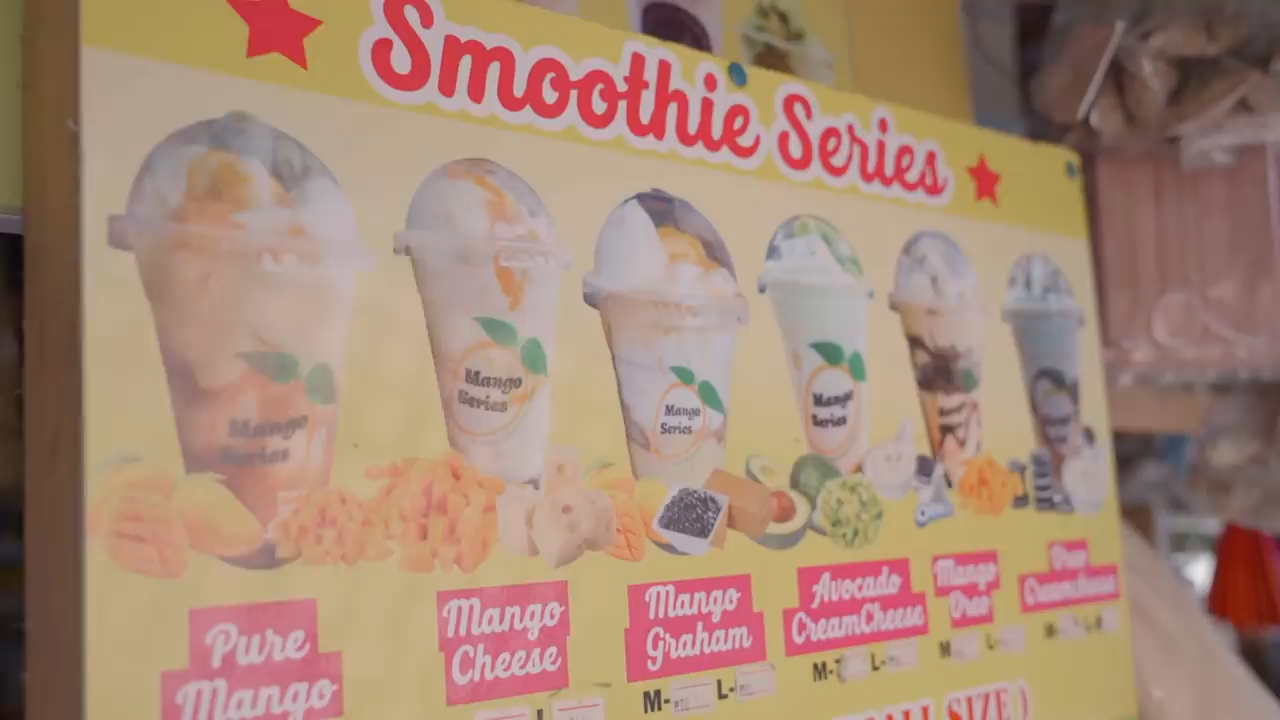 Smoothie Series
Mango
Series
Mango
Series
Mango
Series
Mango
Series
Pure
Mango
Mango
Cheese
Mango
Graham
M- L-
Avocado
CreamCheese
M- L-
Mango
Oreo
M- L-
Oreo
Creamcheese
M- L-
SIZE )